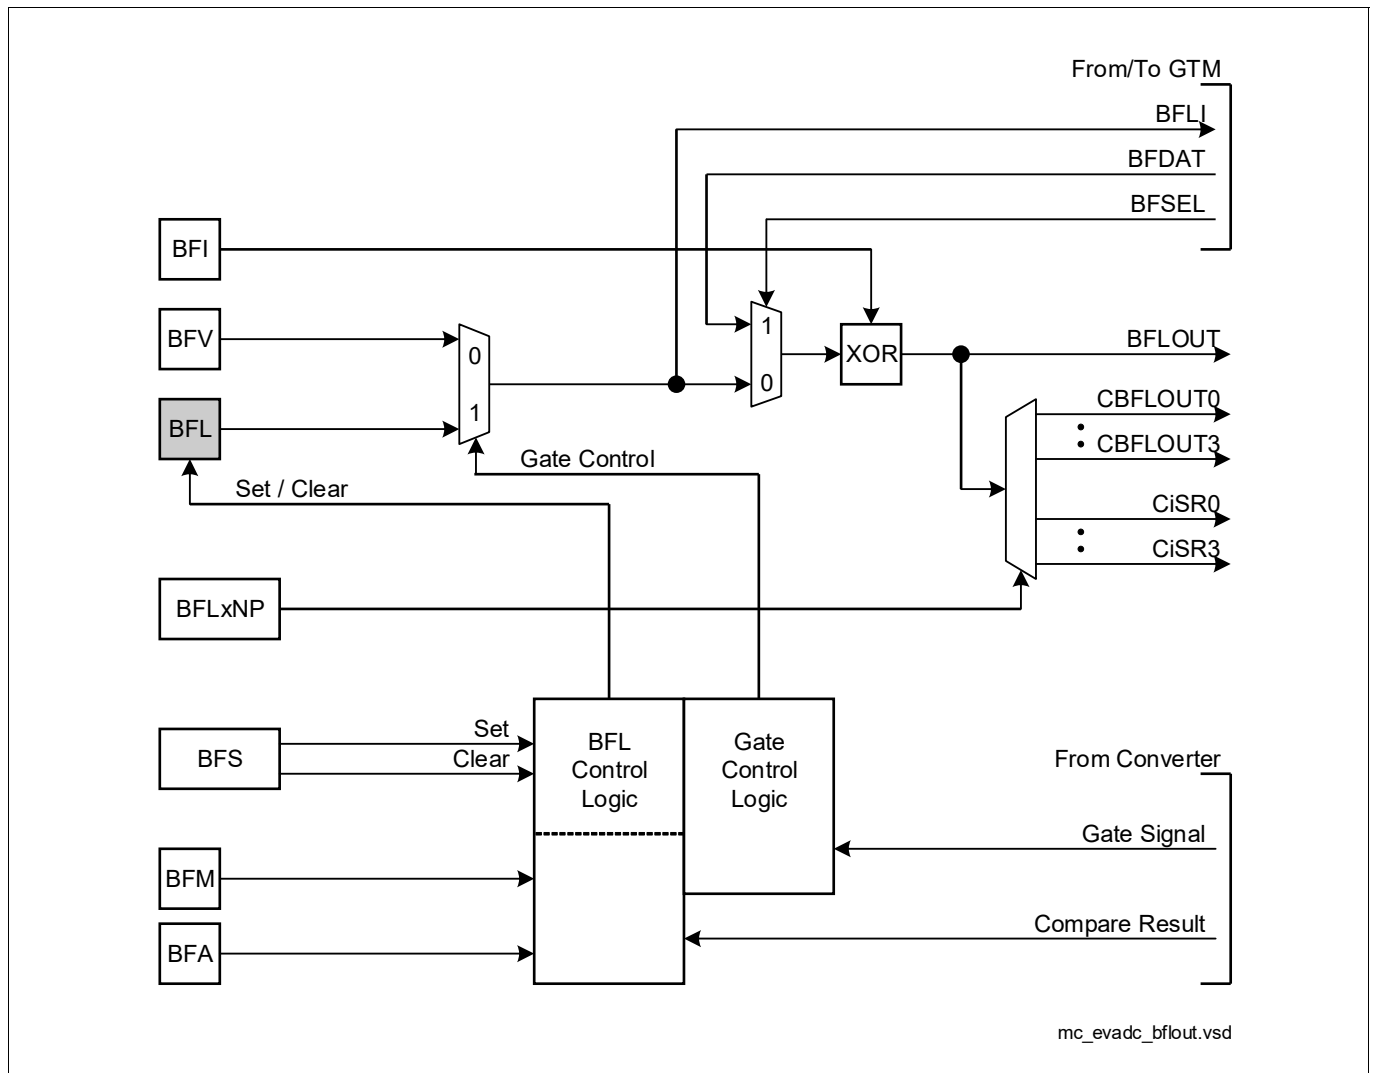 From/To GTM
BFLI
BFDAT
BFSEL
BFI
BFV
0
1
1
0
XOR
BFLOUT
BFL
CBFLOUT0
CBFLOUT3
Gate Control
Set / Clear
CiSR0
CiSR3
BFLxNP
BFS
Set
Clear
BFL
Control
Logic
Gate
Control
Logic
From Converter
Gate Signal
BFM
Compare Result
BFA
mc_evadc_bflout.vsd